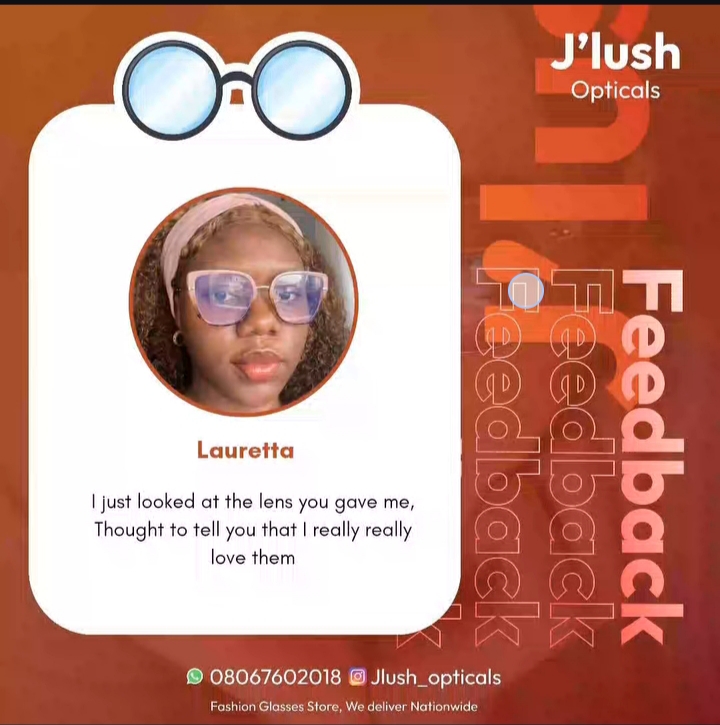 J'lush
Opticals
Feedback
Feedback
Feedback
Lauretta
I just looked at the lens you gave me,
Thought to tell you that I really really
love them
08067602018 Jlush_opticals
Fashion Glasses Store, We deliver Nationwide